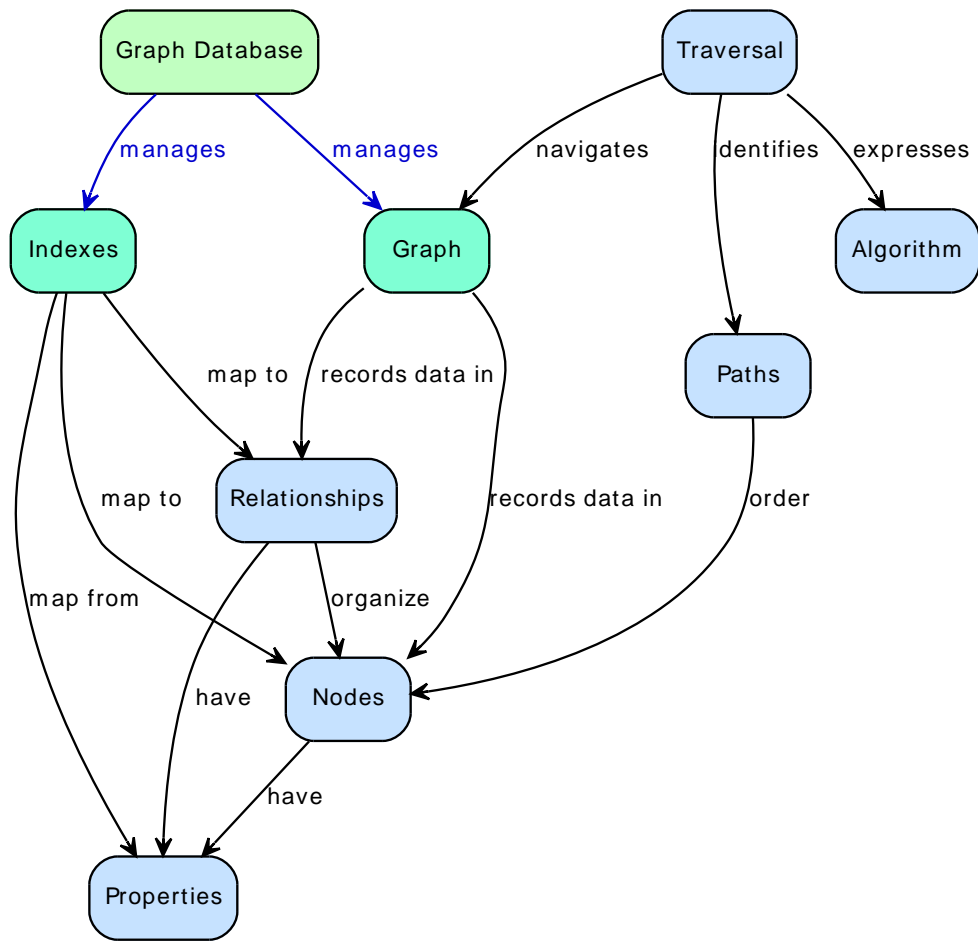 Graph Database
Traversal
manages
manages
navigates
identifies
expresses
Indexes
Graph
Algorithm
map to
records data in
Paths
map to
Relationships
records data in
order
map from
organize
have
Nodes
have
Properties